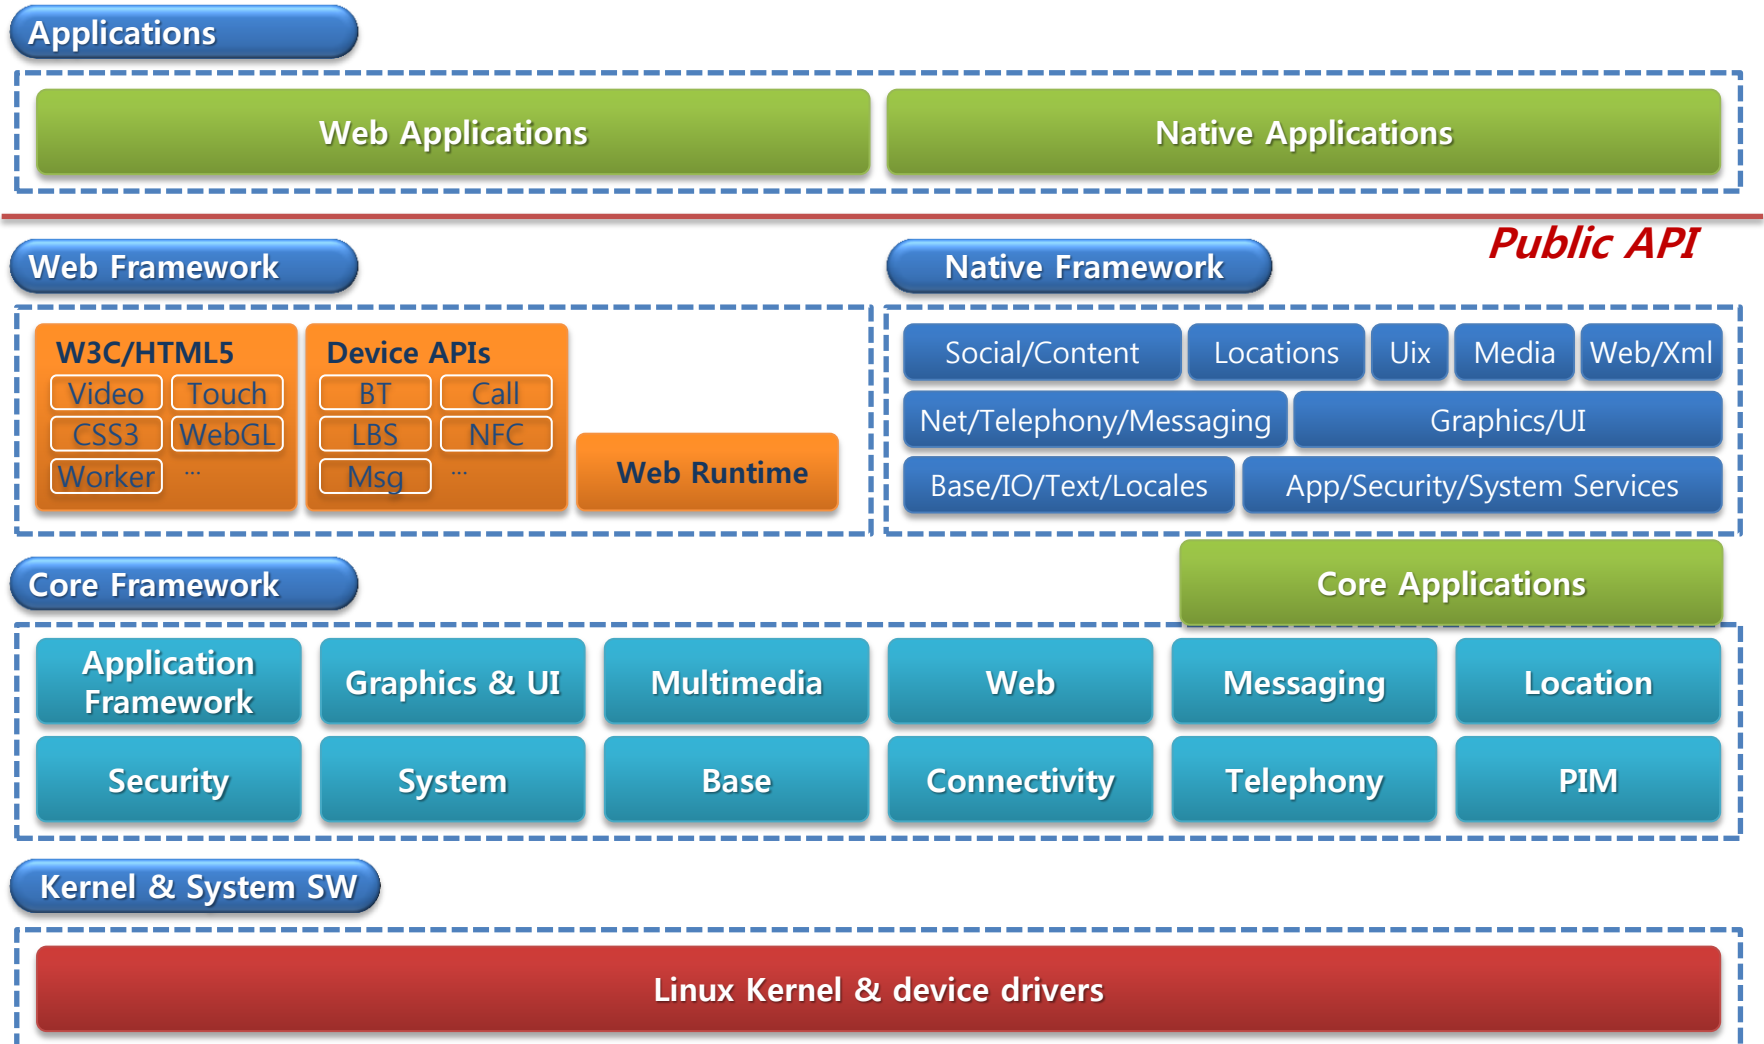 Applications
Web Applications
Native Applications
Public API
Web Framework
Native Framework
W3C/HTML5
Video
Touch
CSS3
WebGL
Worker
...
Device APIs
BT
Call
LBS
NFC
Msg
...
Web Runtime
Social/Content
Locations
Uix
Media
Web/Xml
Net/Telephony/Messaging
Graphics/UI
Base/IO/Text/Locales
App/Security/System Services
Core Framework
Core Applications
Application
Framework
Graphics & UI
Multimedia
Web
Messaging
Location
Security
System
Base
Connectivity
Telephony
PIM
Kernel & System SW
Linux Kernel & device drivers